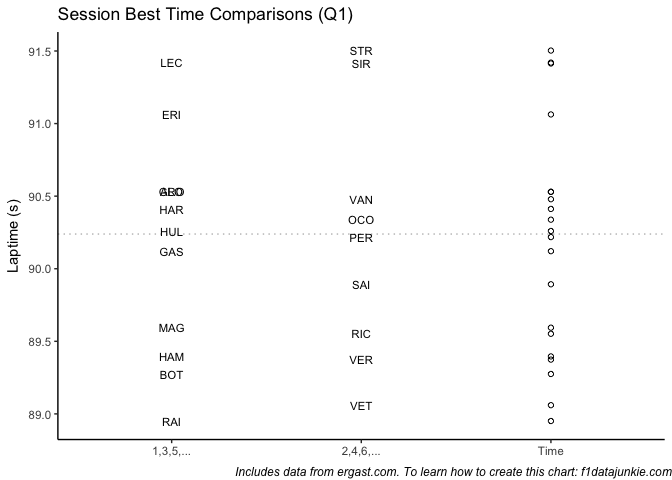 Session Best Time Comparisons (Q1)
91.5
91.0
90.5
90.0
89.5
89.0
Laptime (s)
LEC
ERI
HAR
HUL
GAS
MAG
HAM
BOT
RAI
STR
SIR
VAN
OCO
PER
SAI
RIC
VER
VET
1,3,5,...
2,4,6,...
Time
Includes data from ergast.com. To learn how to create this chart: f1datajunkie.com